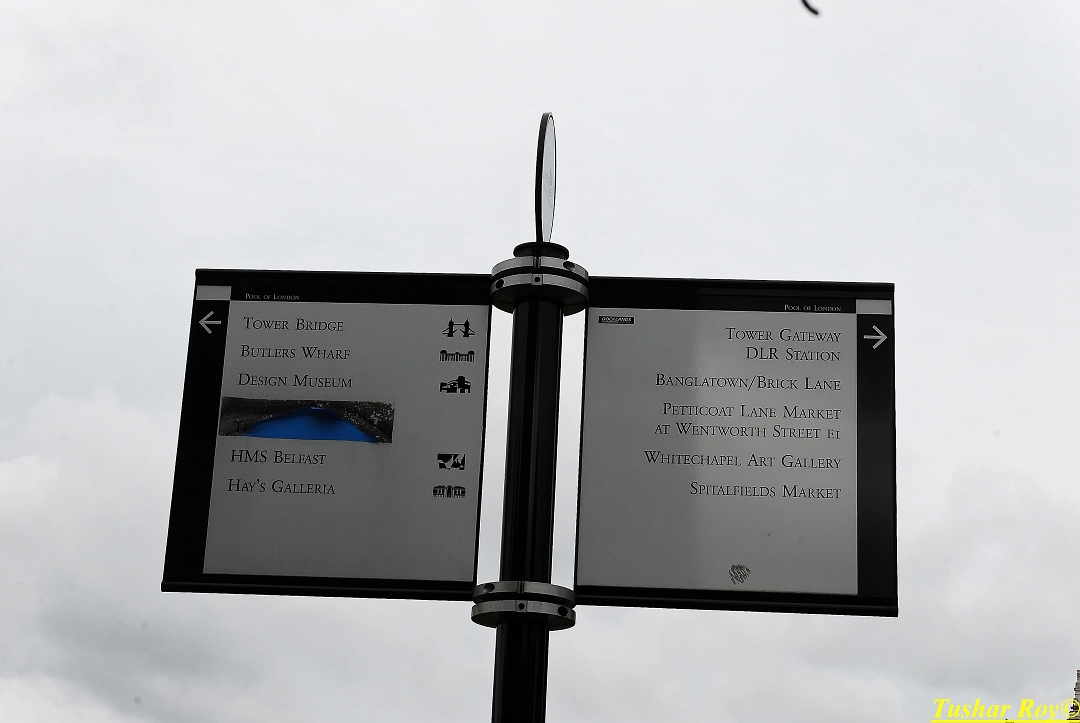 POOL OF LONDON
TOWER BRIDGE
BUTLERS WHARF
DESIGN MUSEUM
HMS BELFAST
HAY'S GALLERIA
POOL OF LONDON
DOCKLANDS
TOWER GATEWAY
DLR STATION
BANGLATOWN/BRICK LANE
PETTICOAT LANE MARKET
AT WENTWORTH STREET E1
WHITECHAPEL ART GALLERY
SPITALFIELDS MARKET
Tushar Roy©